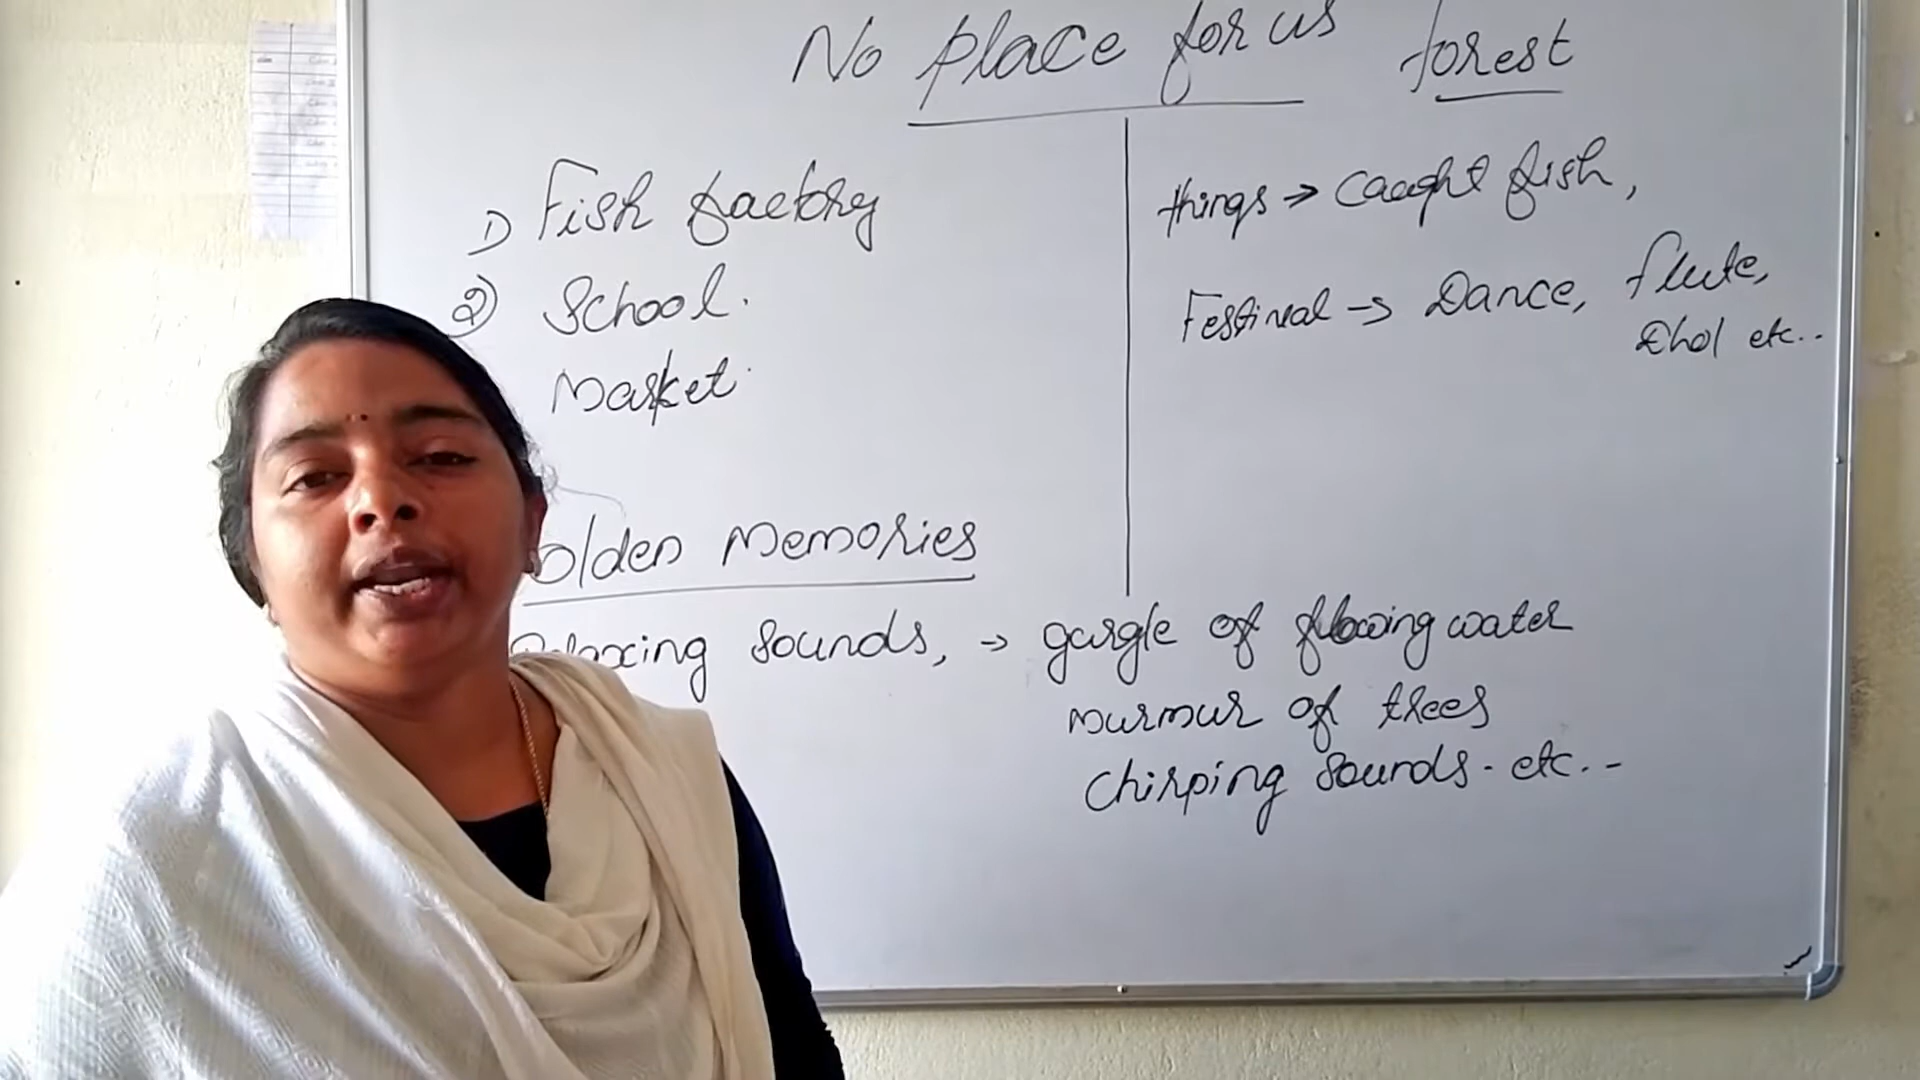 No place for us
forest
1) Fish factory
2) School.
Market.
things → Caught fish,
Festival → Dance, flute,
Dhol etc..
olden Memories
Relaxing sounds, → gurgle of flowing water
murmur of trees
Chirping sounds. etc. -